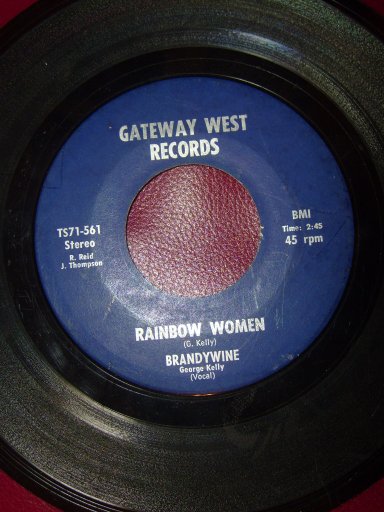 GATEWAY WEST
RECORDS
TS71-561
Stereo
R. Reid
J. Thompson
BMI
Time: 2:45
45 rpm
RAINBOW WOMEN
(G. Kelly)
BRANDYWINE
George Kelly
(Vocal)